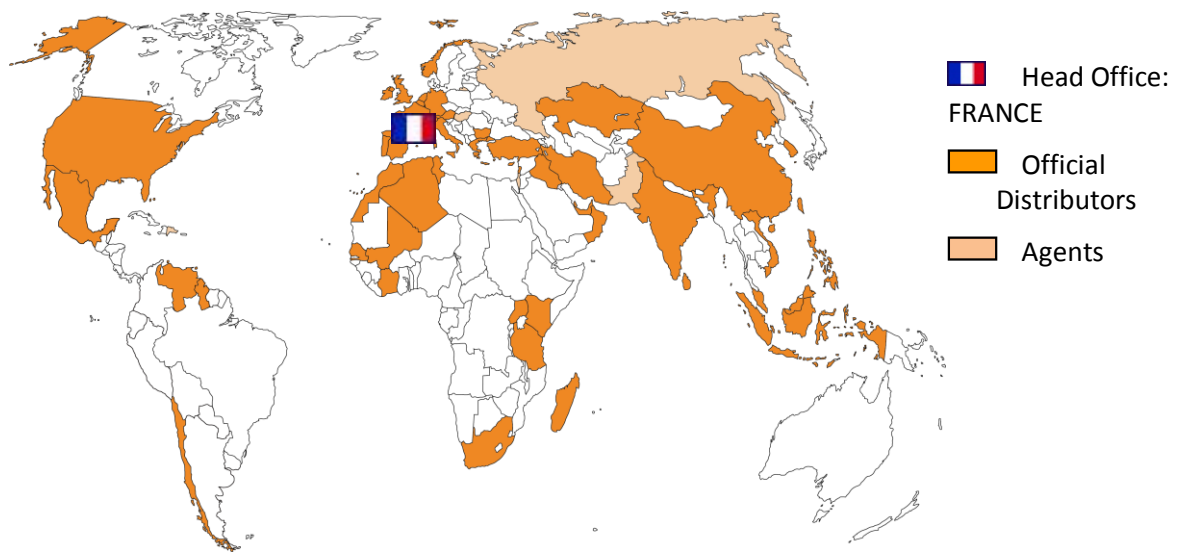 Head Office:
FRANCE
Official
Distributors
Agents